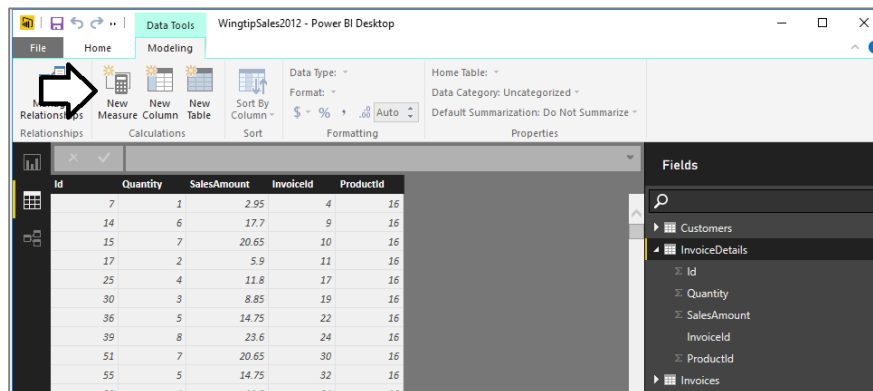 Data Tools WingtipSales2012 - Power BI Desktop
File Home Modeling
Data Type:
Format:
$ % , .00 Auto
Home Table:
Data Category: Uncategorized
Default Summarization: Do Not Summarize
Relationships
New Measure
New Column
New Table
Sort By Column
Relationships Calculations Sort Formatting Properties
Fields
Id Quantity SalesAmount InvoiceId ProductId
7 1 2.95 4 16
14 6 17.7 9 16
15 7 20.65 10 16
17 2 5.9 11 16
25 4 11.8 17 16
30 3 8.85 19 16
36 5 14.75 22 16
39 8 23.6 24 16
51 7 20.65 30 16
55 5 14.75 32 16
Customers
InvoiceDetails
Id
Quantity
SalesAmount
InvoiceId
ProductId
Invoices